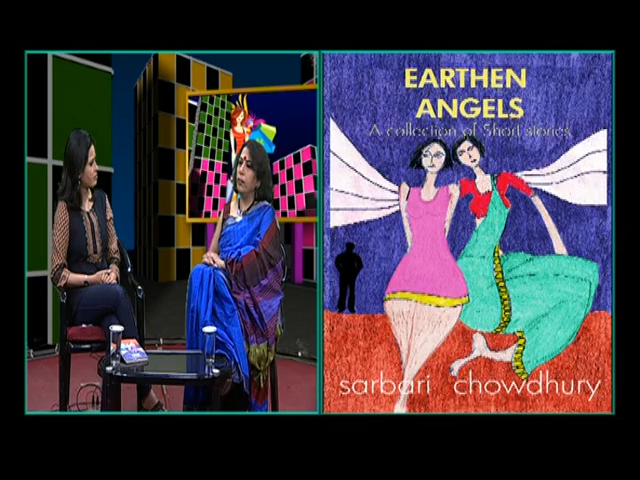 EARTHEN
ANGELS
A collection of Short stories
sarbari chowdhury